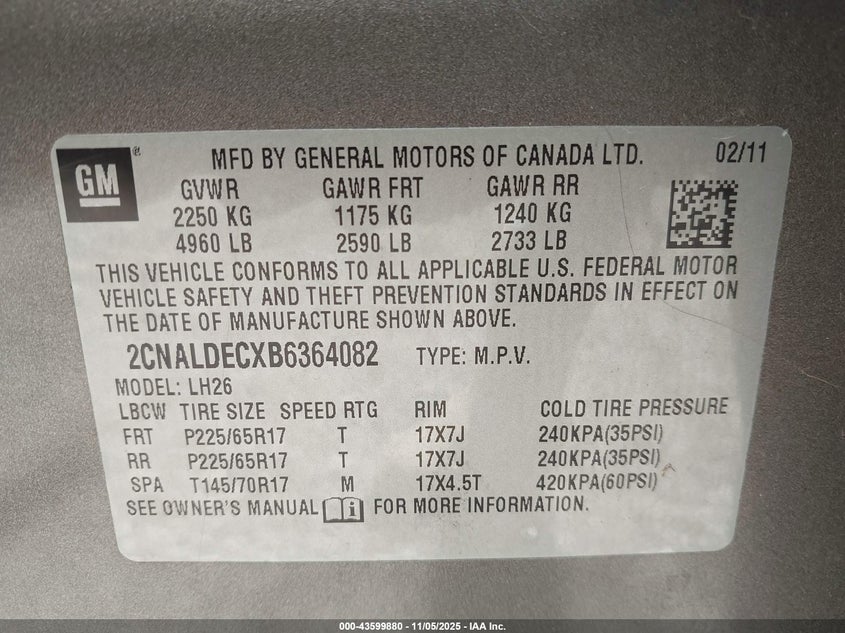 GM ® MFD BY GENERAL MOTORS OF CANADA LTD. 02/11
GVWR GAWR FRT GAWR RR
2250 KG 1175 KG 1240 KG
4960 LB 2590 LB 2733 LB
THIS VEHICLE CONFORMS TO ALL APPLICABLE U.S. FEDERAL MOTOR
VEHICLE SAFETY AND THEFT PREVENTION STANDARDS IN EFFECT ON
THE DATE OF MANUFACTURE SHOWN ABOVE.
2CNALDECXB6364082 TYPE: M.P.V.
MODEL: LH26
LBCW TIRE SIZE SPEED RTG RIM COLD TIRE PRESSURE
FRT P225/65R17 T 17X7J 240KPA(35PSI)
RR P225/65R17 T 17X7J 240KPA(35PSI)
SPA T145/70R17 M 17X4.5T 420KPA(60PSI)
SEE OWNER'S MANUAL i FOR MORE INFORMATION.
000-43599880 - 11/05/2025 - IAA Inc.